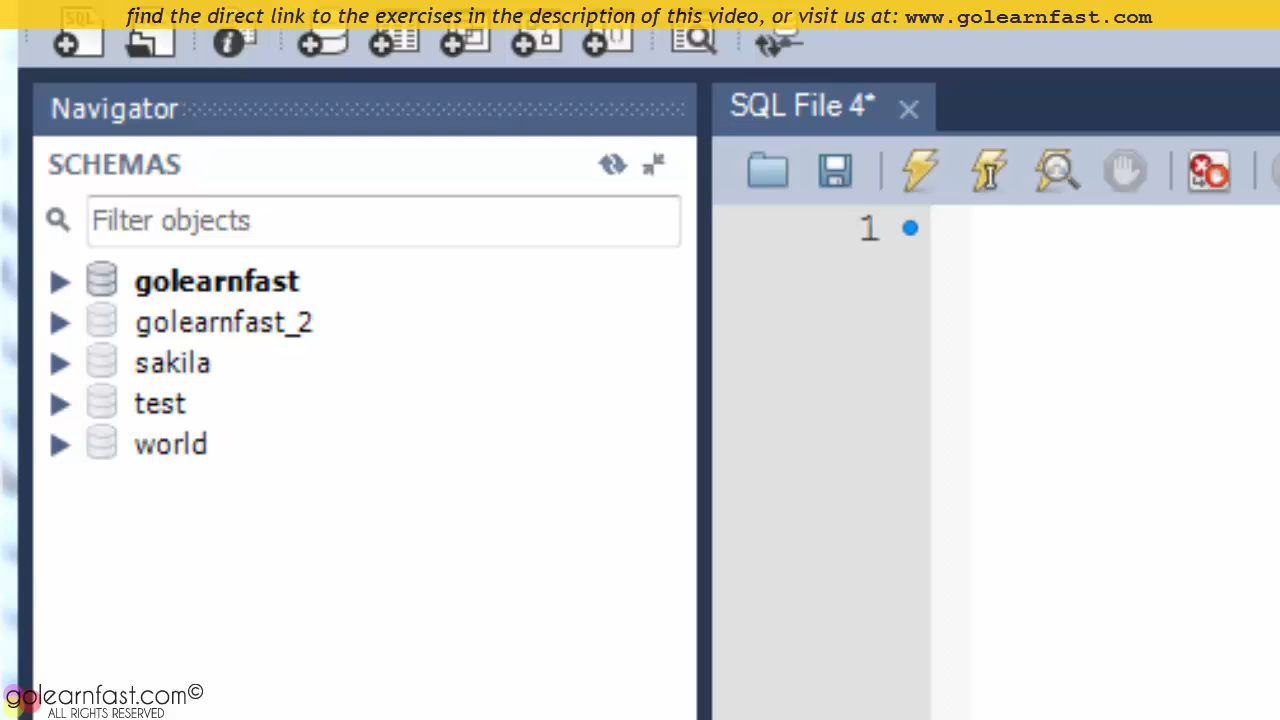 find the direct link to the exercises in the description of this video, or visit us at: www.golearnfast.com
SQL
Navigator
SQL File 4*
SCHEMAS
Filter objects
1
golearnfast
golearnfast_2
sakila
test
world
golearnfast.com©
ALL RIGHTS RESERVED